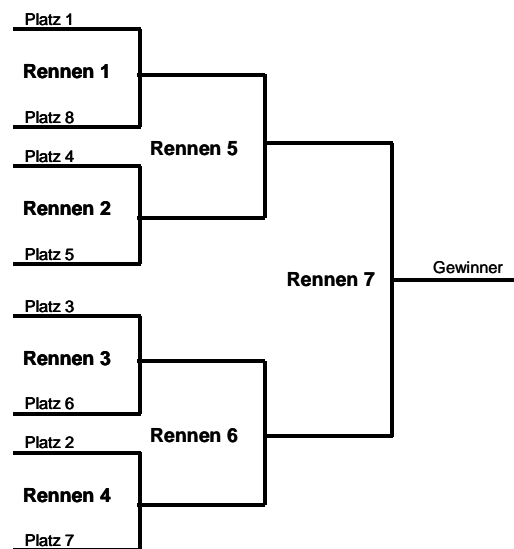 Platz 1
Rennen 1
Platz 8
Rennen 5
Platz 4
Rennen 2
Platz 5
Rennen 7
Gewinner
Platz 3
Rennen 3
Platz 6
Rennen 6
Platz 2
Rennen 4
Platz 7